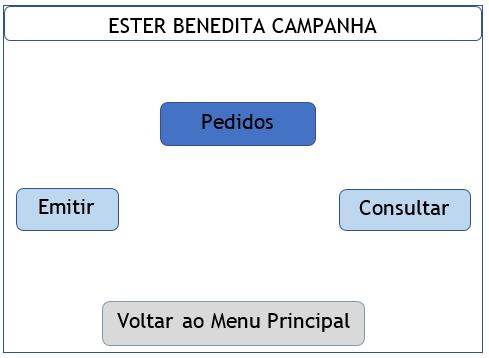 ESTER BENEDITA CAMPANHA
Pedidos
Emitir
Consultar
Voltar ao Menu Principal